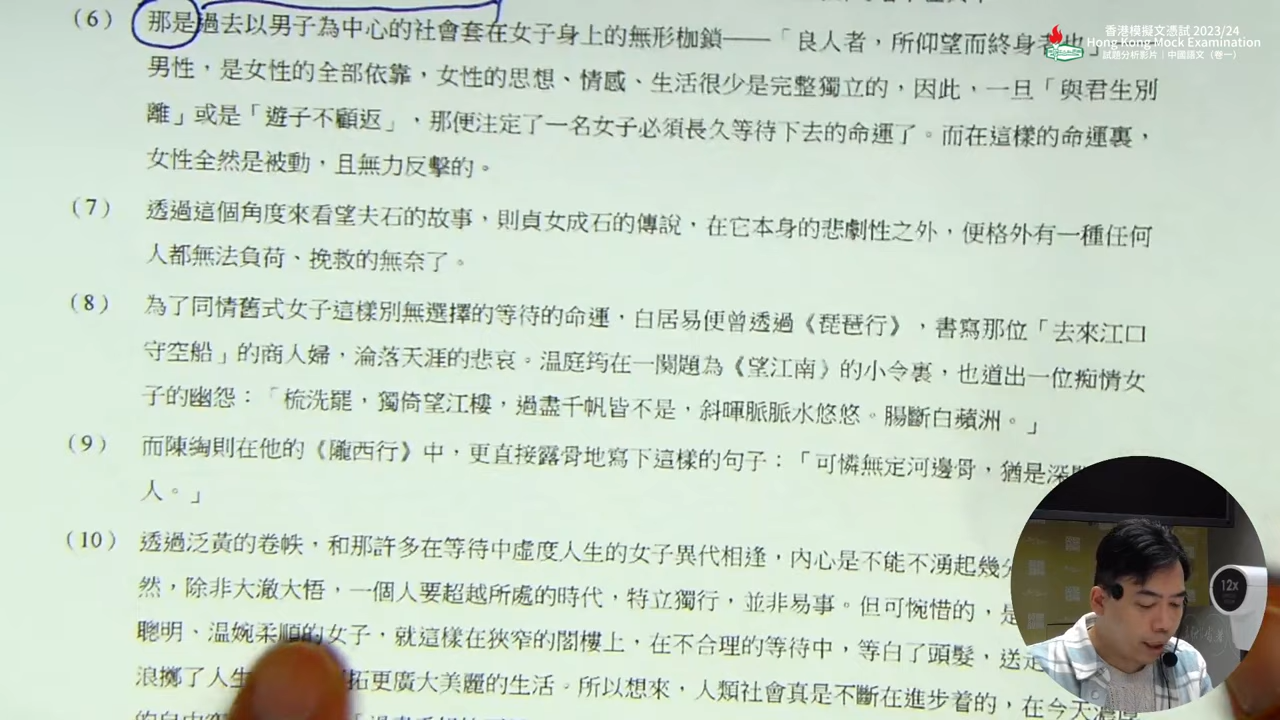 香港模擬文憑試 2023/24
Hong Kong Mock Examination
試題分析影片｜中國語文（卷一）
（6） 那是過去以男子為中心的社會套在女子身上的無形枷鎖——「良人者，所仰望而終身者也」
男性，是女性的全部依靠，女性的思想、情感、生活很少是完整獨立的，因此，一旦「與君生別
離」或是「遊子不顧返」，那便注定了一名女子必須長久等待下去的命運了。而在這樣的命運裏，
女性全然是被動，且無力反擊的。
（7） 透過這個角度來看望夫石的故事，則貞女成石的傳說，在它本身的悲劇性之外，便格外有一種任何
人都無法負荷、挽救的無奈了。
（8） 為了同情舊式女子這樣別無選擇的等待的命運，白居易便曾透過《琵琶行》，書寫那位「去來江口
守空船」的商人婦，淪落天涯的悲哀。温庭筠在一闋題為《望江南》的小令裏，也道出一位痴情女
子的幽怨：「梳洗罷，獨倚望江樓，過盡千帆皆不是，斜暉脈脈水悠悠。腸斷白蘋洲。」
（9） 而陳綯則在他的《隴西行》中，更直接露骨地寫下這樣的句子：「可憐無定河邊骨，猶是深
人。」
（10） 透過泛黃的卷帙，和那許多在等待中虛度人生的女子異代相逢，內心是不能不湧起幾
然，除非大澈大悟，一個人要超越所處的時代，特立獨行，並非易事。但可惋惜的，是
聰明、温婉柔順的女子，就這樣在狹窄的閣樓上，在不合理的等待中，等白了頭髮，送
浪擲了人生 拓更廣大美麗的生活。所以想來，人類社會真是不斷在進步着的，在今天
12x